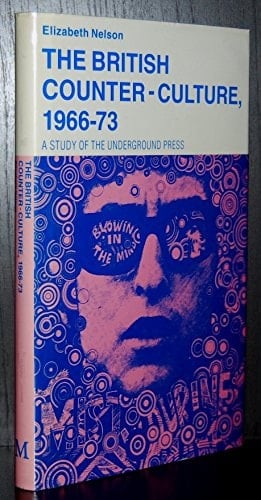 Elizabeth Nelson
THE BRITISH
COUNTER-CULTURE,
1966-73
A STUDY OF THE UNDERGROUND PRESS
BLOWING
IN
THE MIND
THE BRITISH
COUNTER-CULTURE, 1966-73
M